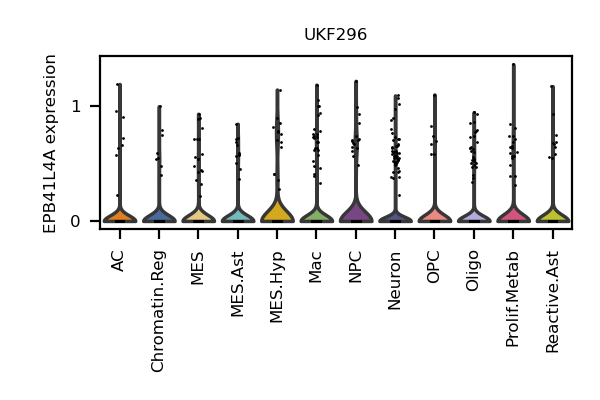 UKF296
EPB41L4A expression
1
0
AC
Chromatin.Reg
MES
MES.Ast
MES.Hyp
Mac
NPC
Neuron
OPC
Oligo
Prolif.Metab
Reactive.Ast